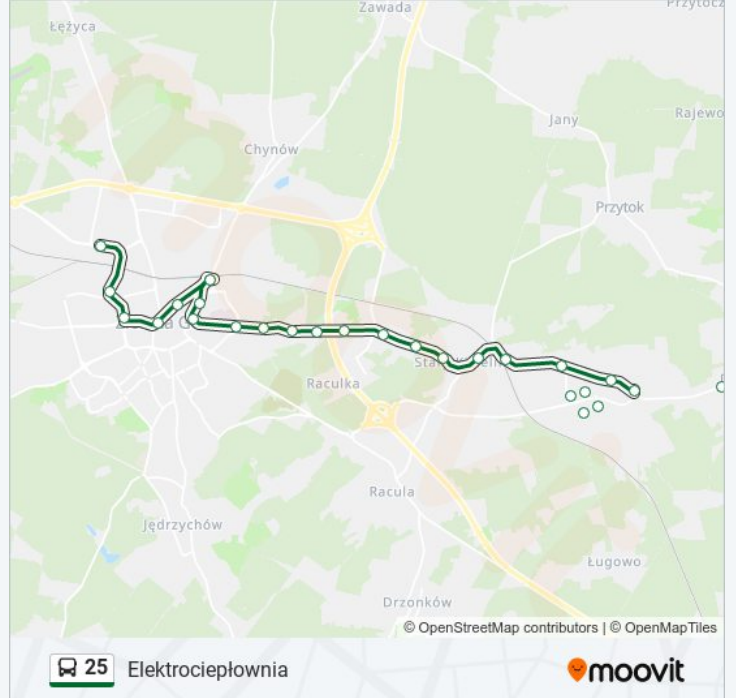 Zawada
Przytocz
Łężyca
Jany
Rajewo
Chynów
Przytok
Raculka
Racula
Jędrzychów
Ługowo
Drzonków
© OpenStreetMap contributors | © OpenMapTiles
25 Elektrociepłownia
moovit